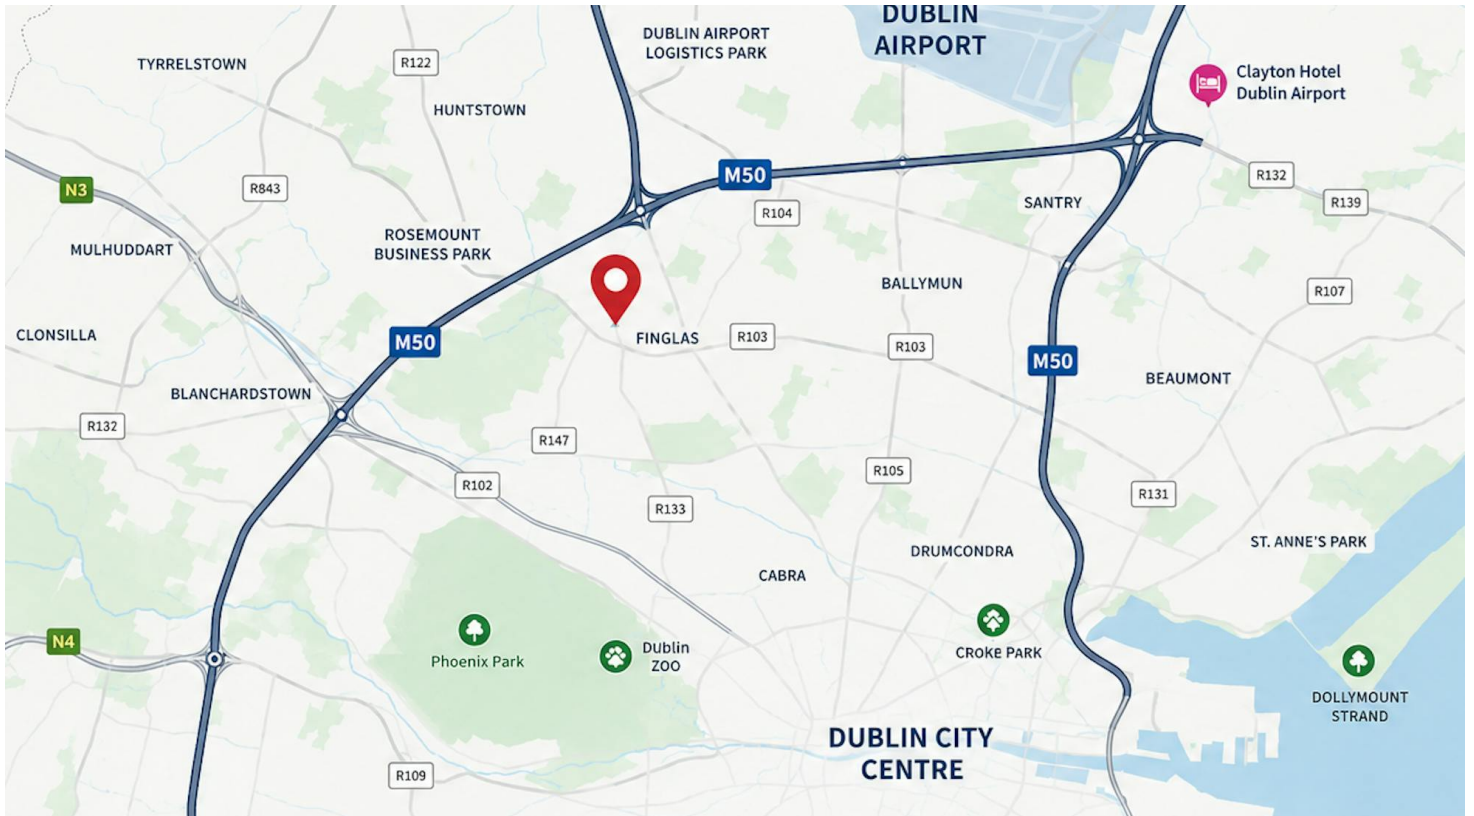 DUBLIN
AIRPORT
DUBLIN AIRPORT
LOGISTICS PARK
TYRRELSTOWN
R122
Clayton Hotel
Dublin Airport
HUNTSTOWN
M50
R132
N3
R843
R139
SANTRY
R104
ROSEMOUNT
BUSINESS PARK
MULHUDDART
BALLYMUN
R107
CLONSILLA
M50
FINGLAS
R103
R103
M50
BEAUMONT
BLANCHARDSTOWN
R132
R147
R105
R102
R131
R133
ST. ANNE'S PARK
DRUMCONDRA
CABRA
N4
Phoenix Park
Dublin
ZOO
CROKE PARK
DOLLYMOUNT
STRAND
DUBLIN CITY
CENTRE
R109